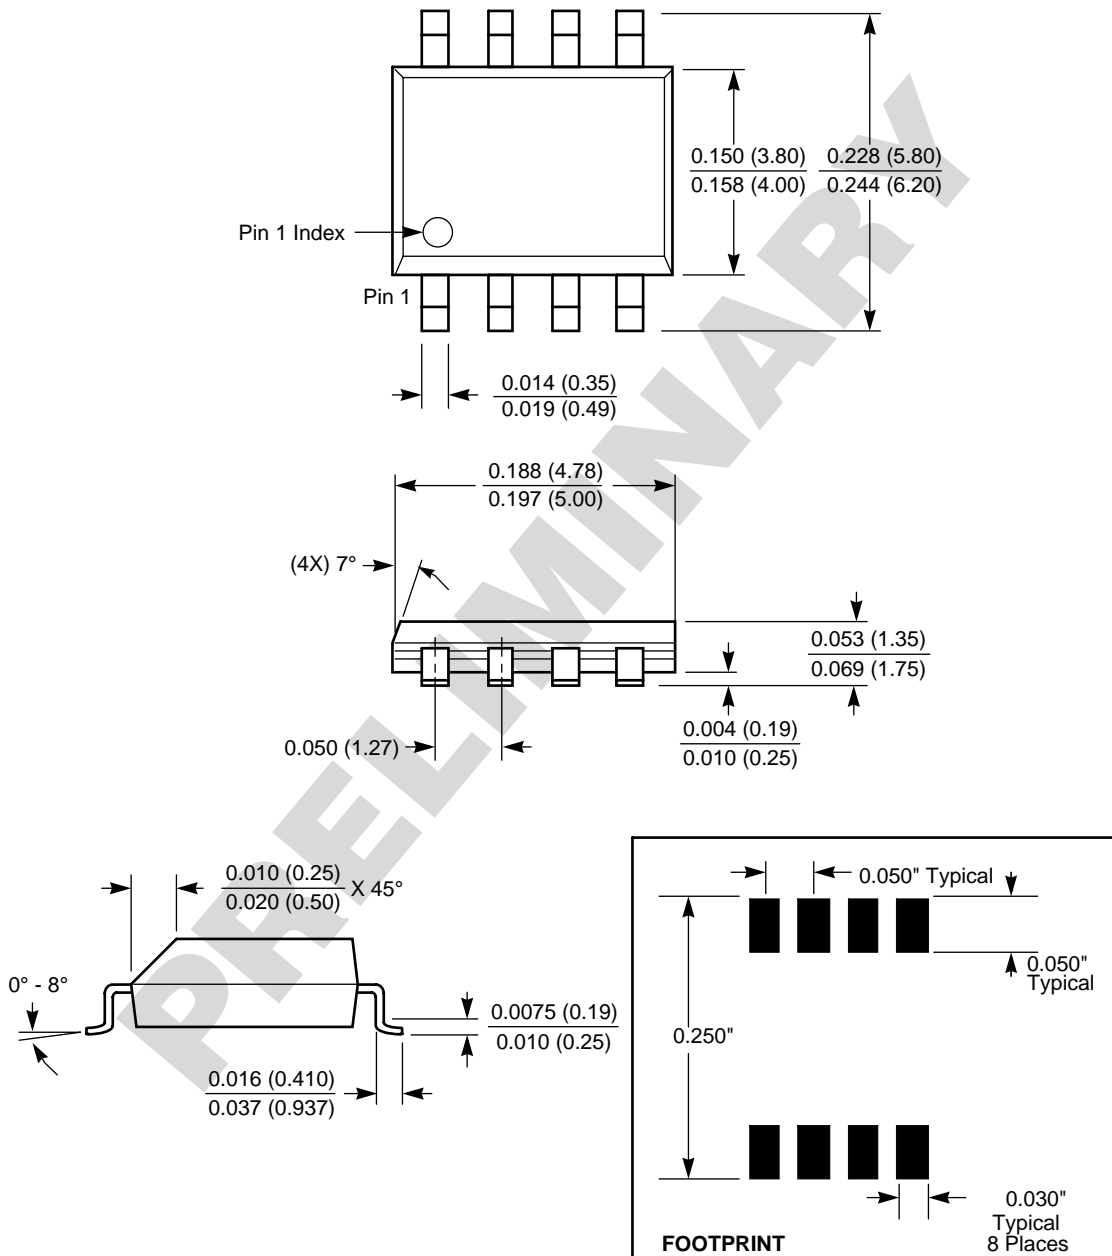 0.150 (3.80)
0.158 (4.00)
0.228 (5.80)
0.244 (6.20)
Pin 1 Index
Pin 1
0.014 (0.35)
0.019 (0.49)
0.188 (4.78)
0.197 (5.00)
(4X) 7°
0.053 (1.35)
0.069 (1.75)
0.004 (0.19)
0.010 (0.25)
0.050 (1.27)
PRELIMINARY
0.010 (0.25)
0.020 (0.50)
X 45°
0° - 8°
0.0075 (0.19)
0.010 (0.25)
0.016 (0.410)
0.037 (0.937)
0.050" Typical
0.050"
Typical
0.250"
0.030"
Typical
8 Places
FOOTPRINT